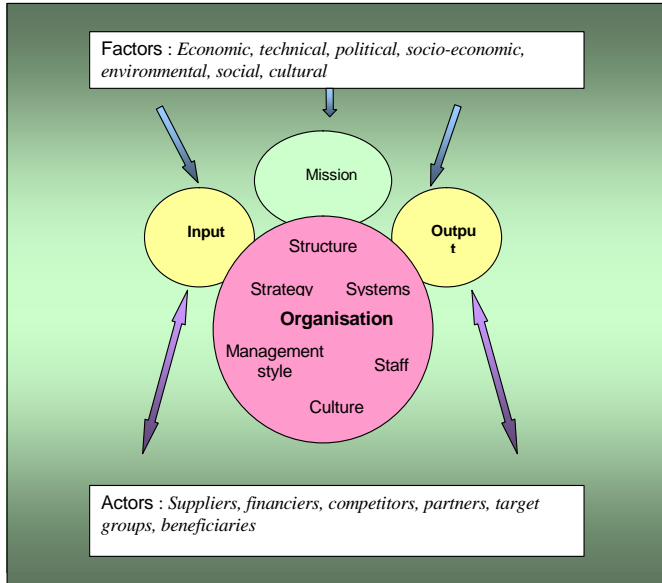 Factors : Economic, technical, political, socio-economic,
environmental, social, cultural
Mission
Input
Outpu
t
Structure
Strategy
Systems
Organisation
Management
style
Staff
Culture
Actors : Suppliers, financiers, competitors, partners, target
groups, beneficiaries